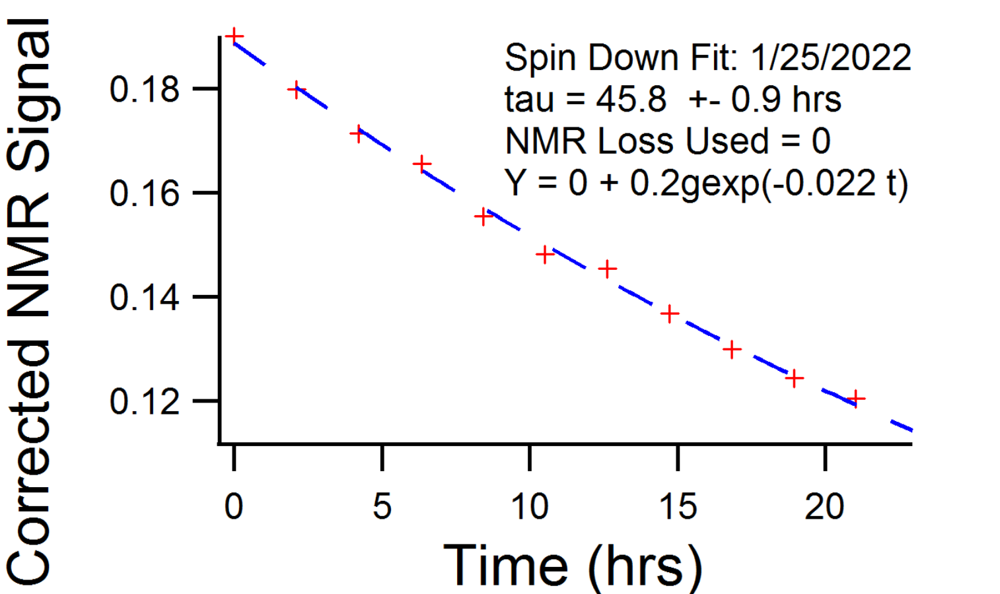 Corrected NMR Signal
0.18
0.16
0.14
0.12
Spin Down Fit: 1/25/2022
tau = 45.8  +- 0.9 hrs
NMR Loss Used = 0
Y = 0 + 0.2gexp(-0.022 t)
0 5 10 15 20
Time (hrs)